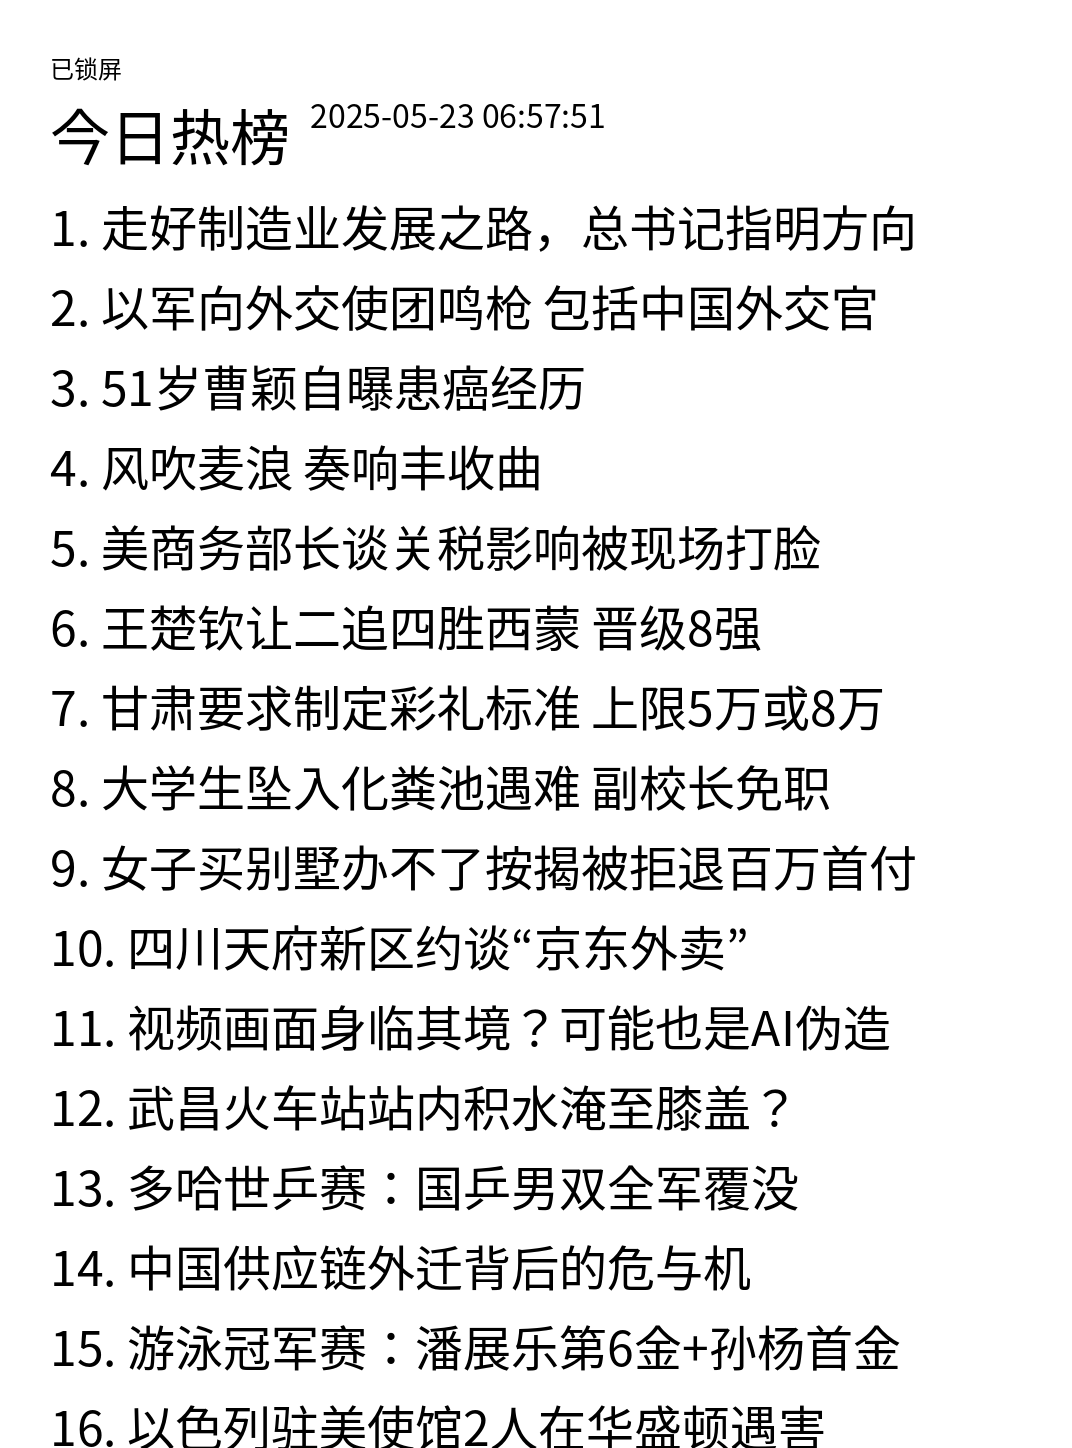 已锁屏
今日热榜 2025-05-23 06:57:51
1. 走好制造业发展之路，总书记指明方向
2. 以军向外交使团鸣枪 包括中国外交官
3. 51岁曹颖自曝患癌经历
4. 风吹麦浪 奏响丰收曲
5. 美商务部长谈关税影响被现场打脸
6. 王楚钦让二追四胜西蒙 晋级8强
7. 甘肃要求制定彩礼标准 上限5万或8万
8. 大学生坠入化粪池遇难 副校长免职
9. 女子买别墅办不了按揭被拒退百万首付
10. 四川天府新区约谈“京东外卖”
11. 视频画面身临其境？可能也是AI伪造
12. 武昌火车站站内积水淹至膝盖？
13. 多哈世乒赛：国乒男双全军覆没
14. 中国供应链外迁背后的危与机
15. 游泳冠军赛：潘展乐第6金+孙杨首金
16. 以色列驻美使馆2人在华盛顿遇害